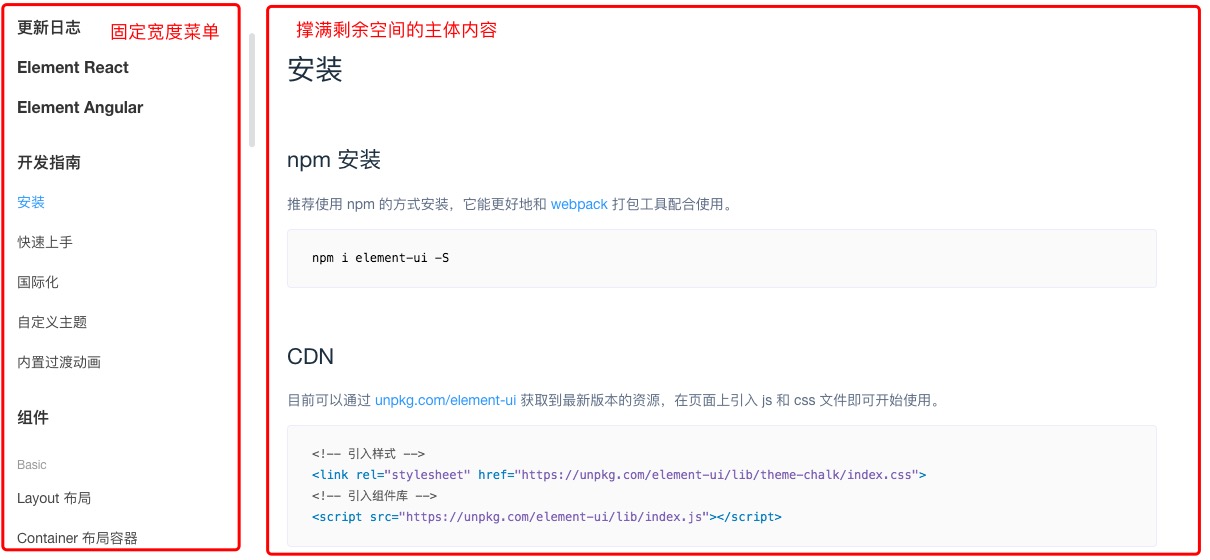 更新日志
固定宽度菜单
Element React
Element Angular
开发指南
安装
快速上手
国际化
自定义主题
内置过渡动画
组件
Basic
Layout 布局
Container 布局容器
撑满剩余空间的主体内容
安装
npm 安装
推荐使用 npm 的方式安装，它能更好地和 webpack 打包工具配合使用。
npm i element-ui -S
CDN
目前可以通过 unpkg.com/element-ui 获取到最新版本的资源，在页面上引入 js 和 css 文件即可开始使用。
<!-- 引入样式 -->
<link rel="stylesheet" href="https://unpkg.com/element-ui/lib/theme-chalk/index.css">
<!-- 引入组件库 -->
<script src="https://unpkg.com/element-ui/lib/index.js"></script>